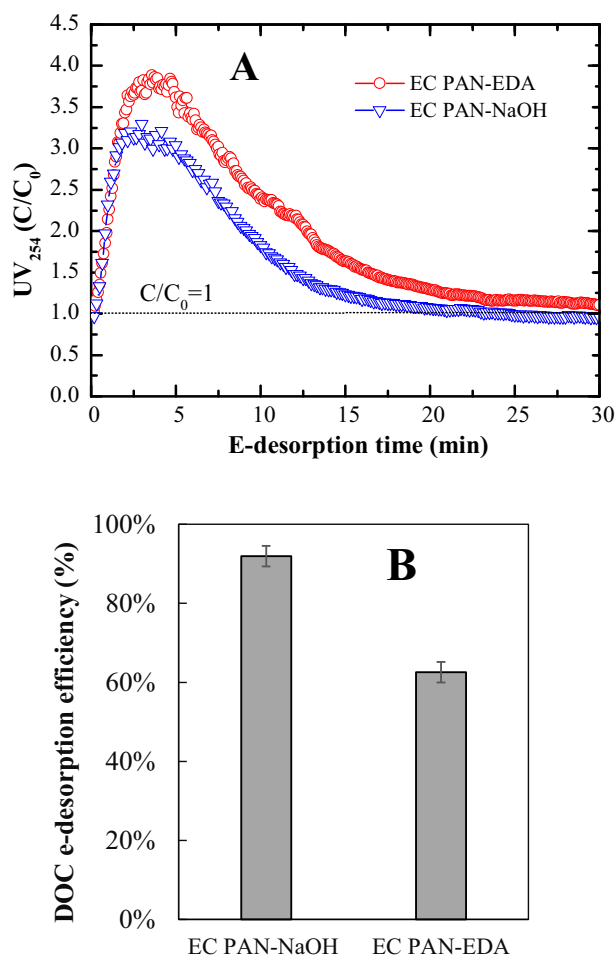 A
EC PAN-EDA
EC PAN-NaOH
UV254 (C/C0)
4.5
4.0
3.5
3.0
2.5
2.0
1.5
1.0
0.5
0.0
C/C0=1
0 5 10 15 20 25 30
E-desorption time (min)
B
DOC e-desorption efficiency (%)
100%
80%
60%
40%
20%
0%
EC PAN-NaOH EC PAN-EDA